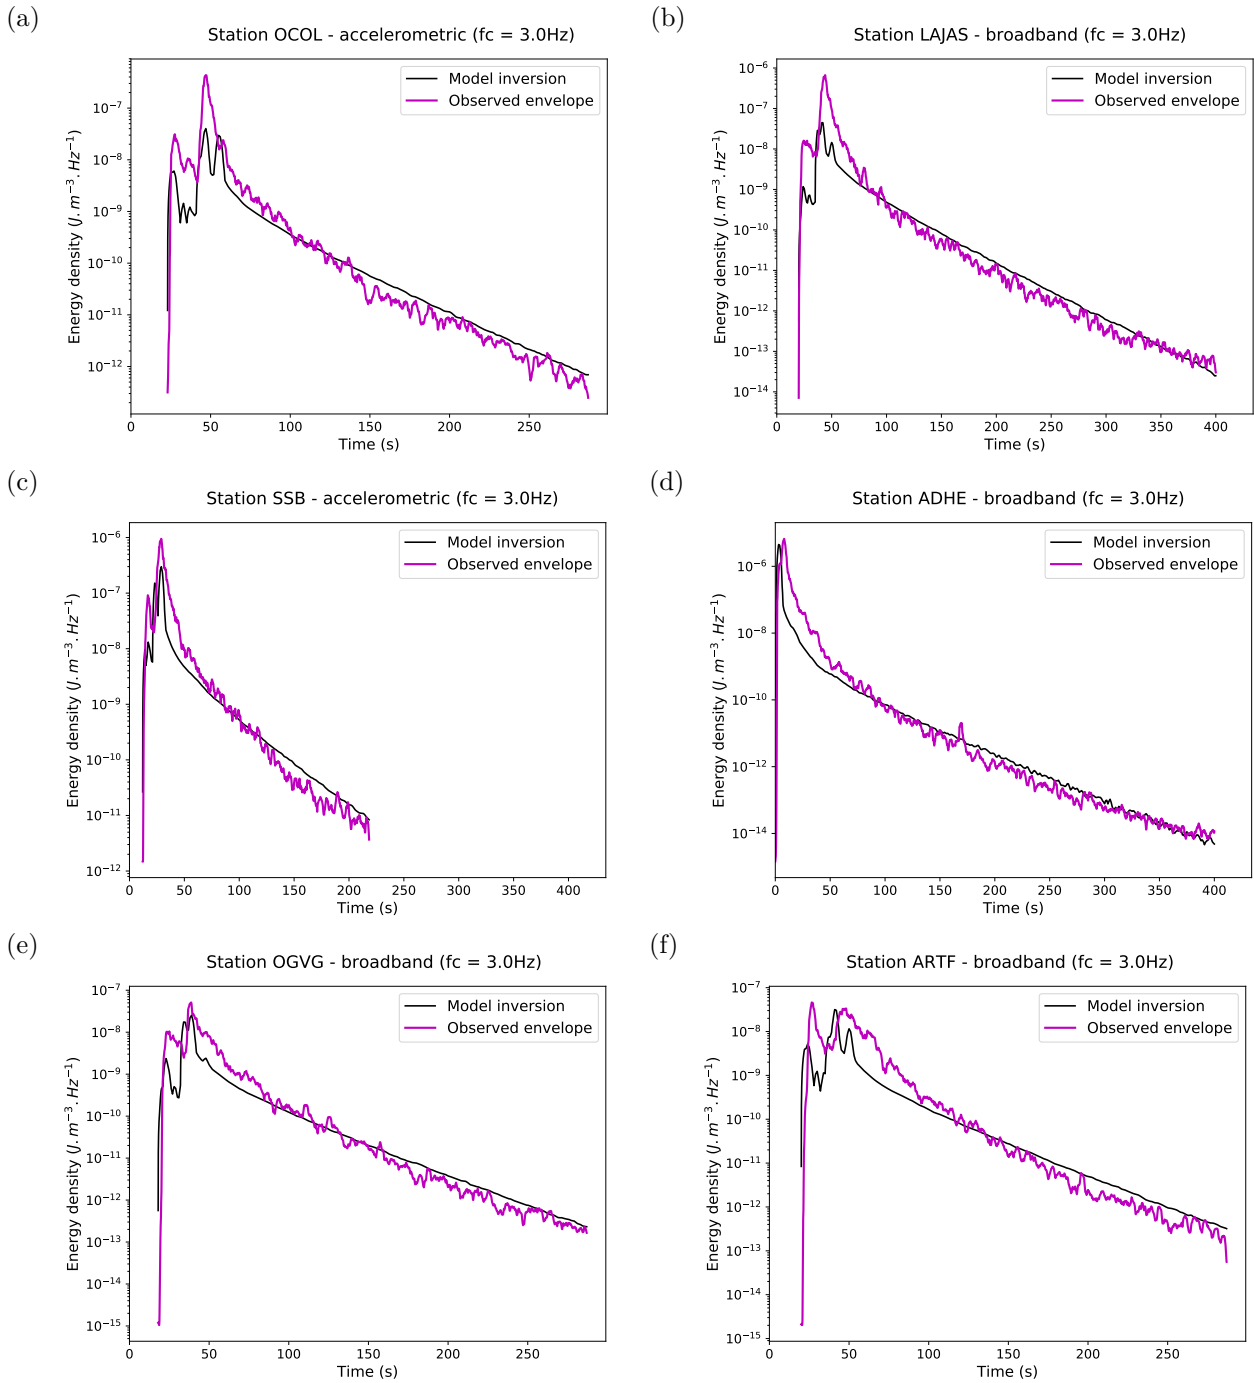 (a)
Station OCOL - accelerometric (fc = 3.0Hz)
Model inversion
Observed envelope
Energy density (J.m⁻³.Hz⁻¹)
10⁻⁷
10⁻⁸
10⁻⁹
10⁻¹⁰
10⁻¹¹
10⁻¹²
0 50 100 150 200 250
Time (s)
(b)
Station LAJAS - broadband (fc = 3.0Hz)
Model inversion
Observed envelope
Energy density (J.m⁻³.Hz⁻¹)
10⁻⁶
10⁻⁷
10⁻⁸
10⁻⁹
10⁻¹⁰
10⁻¹¹
10⁻¹²
10⁻¹³
10⁻¹⁴
0 50 100 150 200 250 300 350 400
Time (s)
(c)
Station SSB - accelerometric (fc = 3.0Hz)
Model inversion
Observed envelope
Energy density (J.m⁻³.Hz⁻¹)
10⁻⁶
10⁻⁷
10⁻⁸
10⁻⁹
10⁻¹⁰
10⁻¹¹
10⁻¹²
0 50 100 150 200 250 300 350 400
Time (s)
(d)
Station ADHE - broadband (fc = 3.0Hz)
Model inversion
Observed envelope
Energy density (J.m⁻³.Hz⁻¹)
10⁻⁶
10⁻⁸
10⁻¹⁰
10⁻¹²
10⁻¹⁴
0 50 100 150 200 250 300 350 400
Time (s)
(e)
Station OGVG - broadband (fc = 3.0Hz)
Model inversion
Observed envelope
Energy density (J.m⁻³.Hz⁻¹)
10⁻⁷
10⁻⁸
10⁻⁹
10⁻¹⁰
10⁻¹¹
10⁻¹²
10⁻¹³
10⁻¹⁴
10⁻¹⁵
0 50 100 150 200 250
Time (s)
(f)
Station ARTF - broadband (fc = 3.0Hz)
Model inversion
Observed envelope
Energy density (J.m⁻³.Hz⁻¹)
10⁻⁷
10⁻⁸
10⁻⁹
10⁻¹⁰
10⁻¹¹
10⁻¹²
10⁻¹³
10⁻¹⁴
10⁻¹⁵
0 50 100 150 200 250
Time (s)